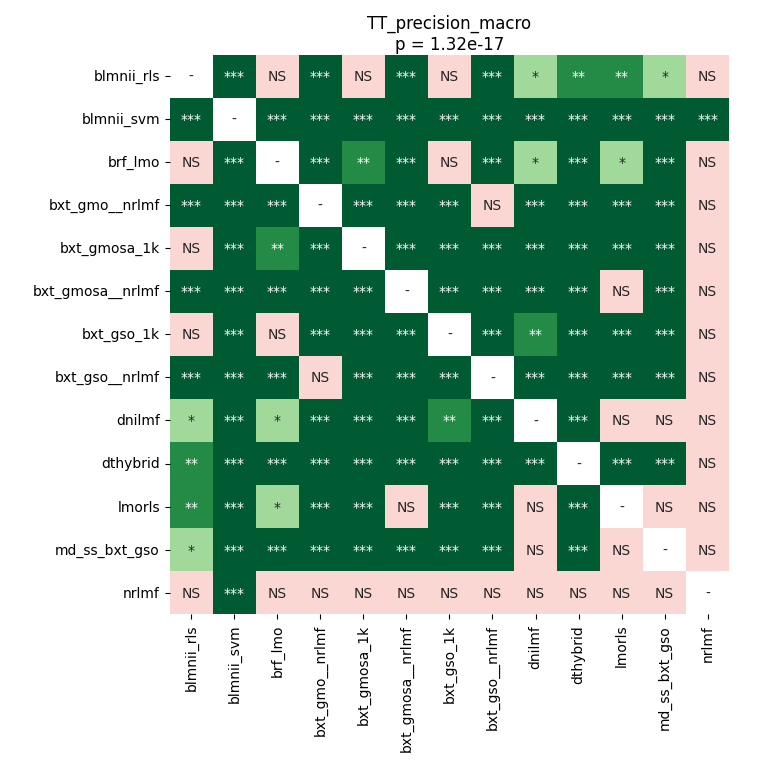 TT_precision_macro
p = 1.32e-17
blmnii_rls - *** NS *** NS *** NS *** * ** ** * NS
blmnii_svm *** - *** *** *** *** *** *** *** *** *** *** ***
brf_lmo NS *** - *** ** *** NS *** * *** * *** NS
bxt_gmo__nrlmf *** *** *** - *** *** *** NS *** *** *** *** NS
bxt_gmosa_1k NS *** ** *** - *** *** *** *** *** *** *** NS
bxt_gmosa__nrlmf *** *** *** *** *** - *** *** *** *** NS *** NS
bxt_gso_1k NS *** NS *** *** *** - *** ** *** *** *** NS
bxt_gso__nrlmf *** *** *** NS *** *** *** - *** *** *** *** NS
dnilmf * *** * *** *** *** ** *** - *** NS NS NS
dthybrid ** *** *** *** *** *** *** *** *** - *** *** NS
lmorls ** *** * *** *** NS *** *** NS *** - NS NS
md_ss_bxt_gso * *** *** *** *** *** *** *** NS *** NS - NS
nrlmf NS *** NS NS NS NS NS NS NS NS NS NS -
blmnii_rls
blmnii_svm
brf_lmo
bxt_gmo__nrlmf
bxt_gmosa_1k
bxt_gmosa__nrlmf
bxt_gso_1k
bxt_gso__nrlmf
dnilmf
dthybrid
lmorls
md_ss_bxt_gso
nrlmf